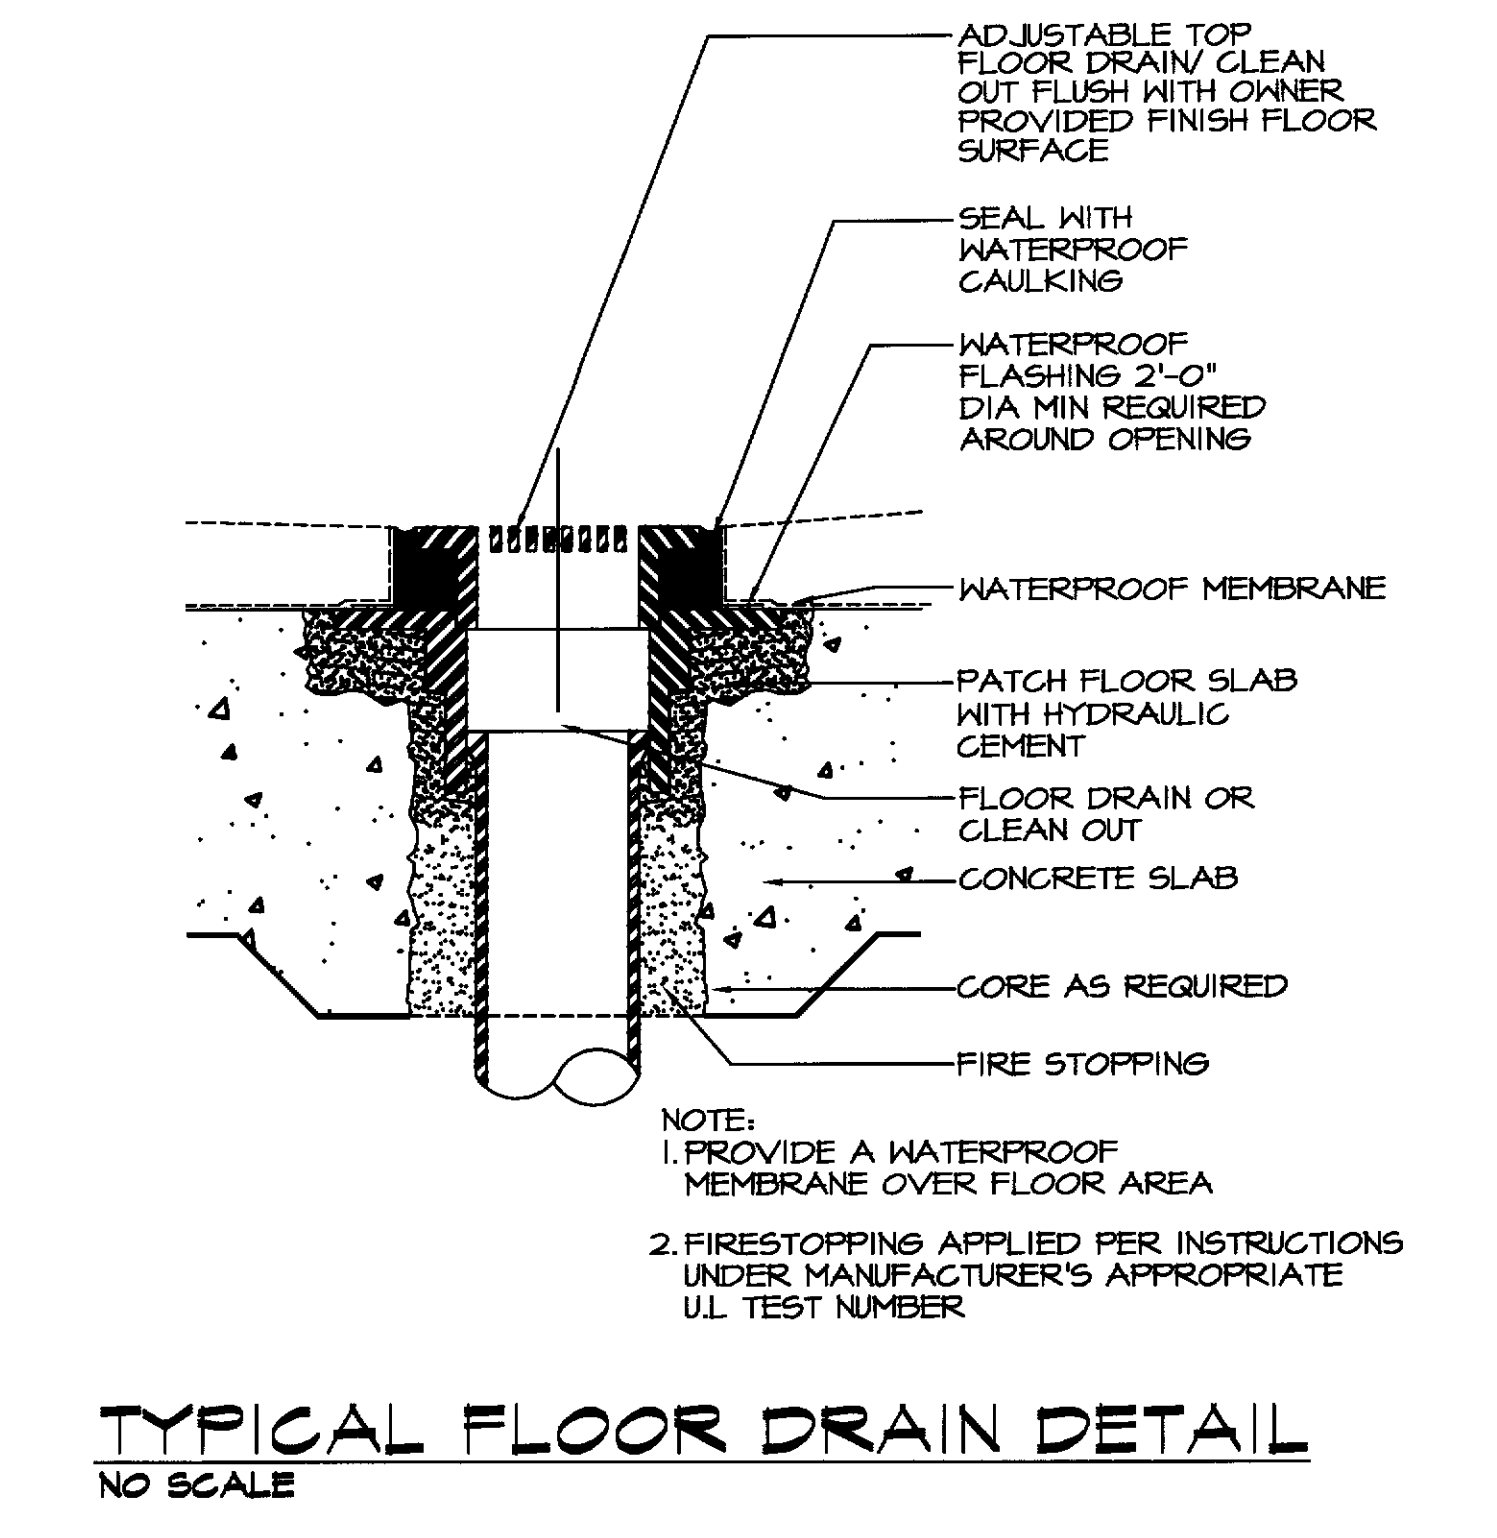 ADJUSTABLE TOP
FLOOR DRAIN/ CLEAN
OUT FLUSH WITH OWNER
PROVIDED FINISH FLOOR
SURFACE
SEAL WITH
WATERPROOF
CAULKING
WATERPROOF
FLASHING 2'-0"
DIA MIN REQUIRED
AROUND OPENING
WATERPROOF MEMBRANE
PATCH FLOOR SLAB
WITH HYDRAULIC
CEMENT
FLOOR DRAIN OR
CLEAN OUT
CONCRETE SLAB
CORE AS REQUIRED
FIRE STOPPING
NOTE:
1. PROVIDE A WATERPROOF
MEMBRANE OVER FLOOR AREA
2. FIRESTOPPING APPLIED PER INSTRUCTIONS
UNDER MANUFACTURER'S APPROPRIATE
U.L TEST NUMBER
TYPICAL FLOOR DRAIN DETAIL
NO SCALE